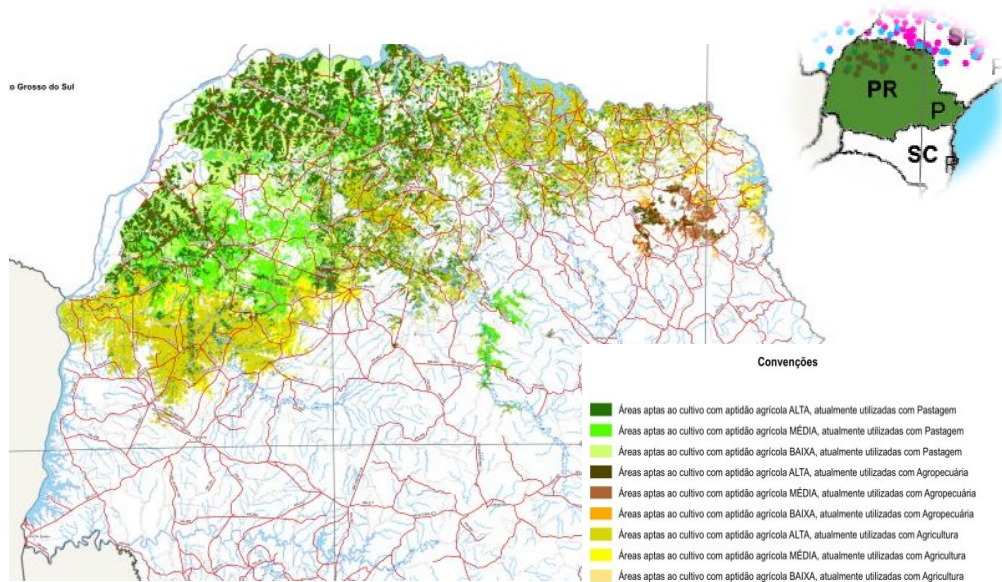 o Grosso do Sul
SP
PR
P
SC
Convenções
Áreas aptas ao cultivo com aptidão agrícola ALTA, atualmente utilizadas com Pastagem
Áreas aptas ao cultivo com aptidão agrícola MÉDIA, atualmente utilizadas com Pastagem
Áreas aptas ao cultivo com aptidão agrícola BAIXA, atualmente utilizadas com Pastagem
Áreas aptas ao cultivo com aptidão agrícola ALTA, atualmente utilizadas com Agropecuária
Áreas aptas ao cultivo com aptidão agrícola MÉDIA, atualmente utilizadas com Agropecuária
Áreas aptas ao cultivo com aptidão agrícola BAIXA, atualmente utilizadas com Agropecuária
Áreas aptas ao cultivo com aptidão agrícola ALTA, atualmente utilizadas com Agricultura
Áreas aptas ao cultivo com aptidão agrícola MÉDIA, atualmente utilizadas com Agricultura
Áreas aptas ao cultivo com aptidão agrícola BAIXA, atualmente utilizadas com Agricultura